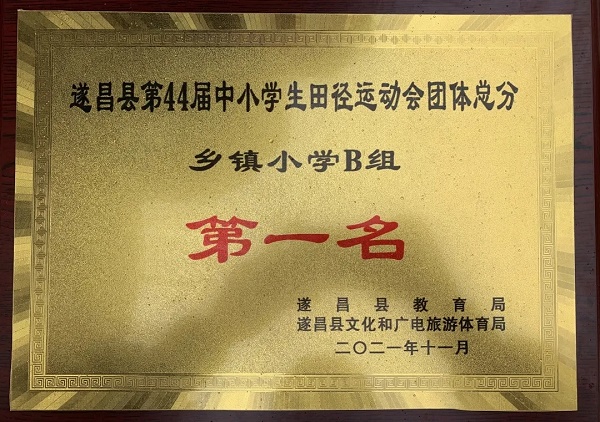 遂昌县第44届中小学生田径运动会团体总分
乡镇小学B组
第一名
遂昌县教育局
遂昌县文化和广电旅游体育局
二〇二一年十一月